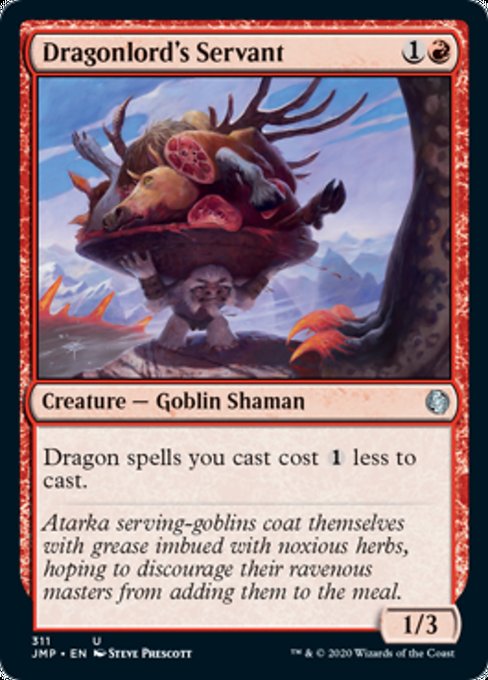 Dragonlord's Servant 1
Creature — Goblin Shaman
Dragon spells you cast cost 1 less to
cast.
Atarka serving-goblins coat themselves
with grease imbued with noxious herbs,
hoping to discourage their ravenous
masters from adding them to the meal.
1/3
311 U
JMP • EN Steve Prescott ™ & © 2020 Wizards of the Coast